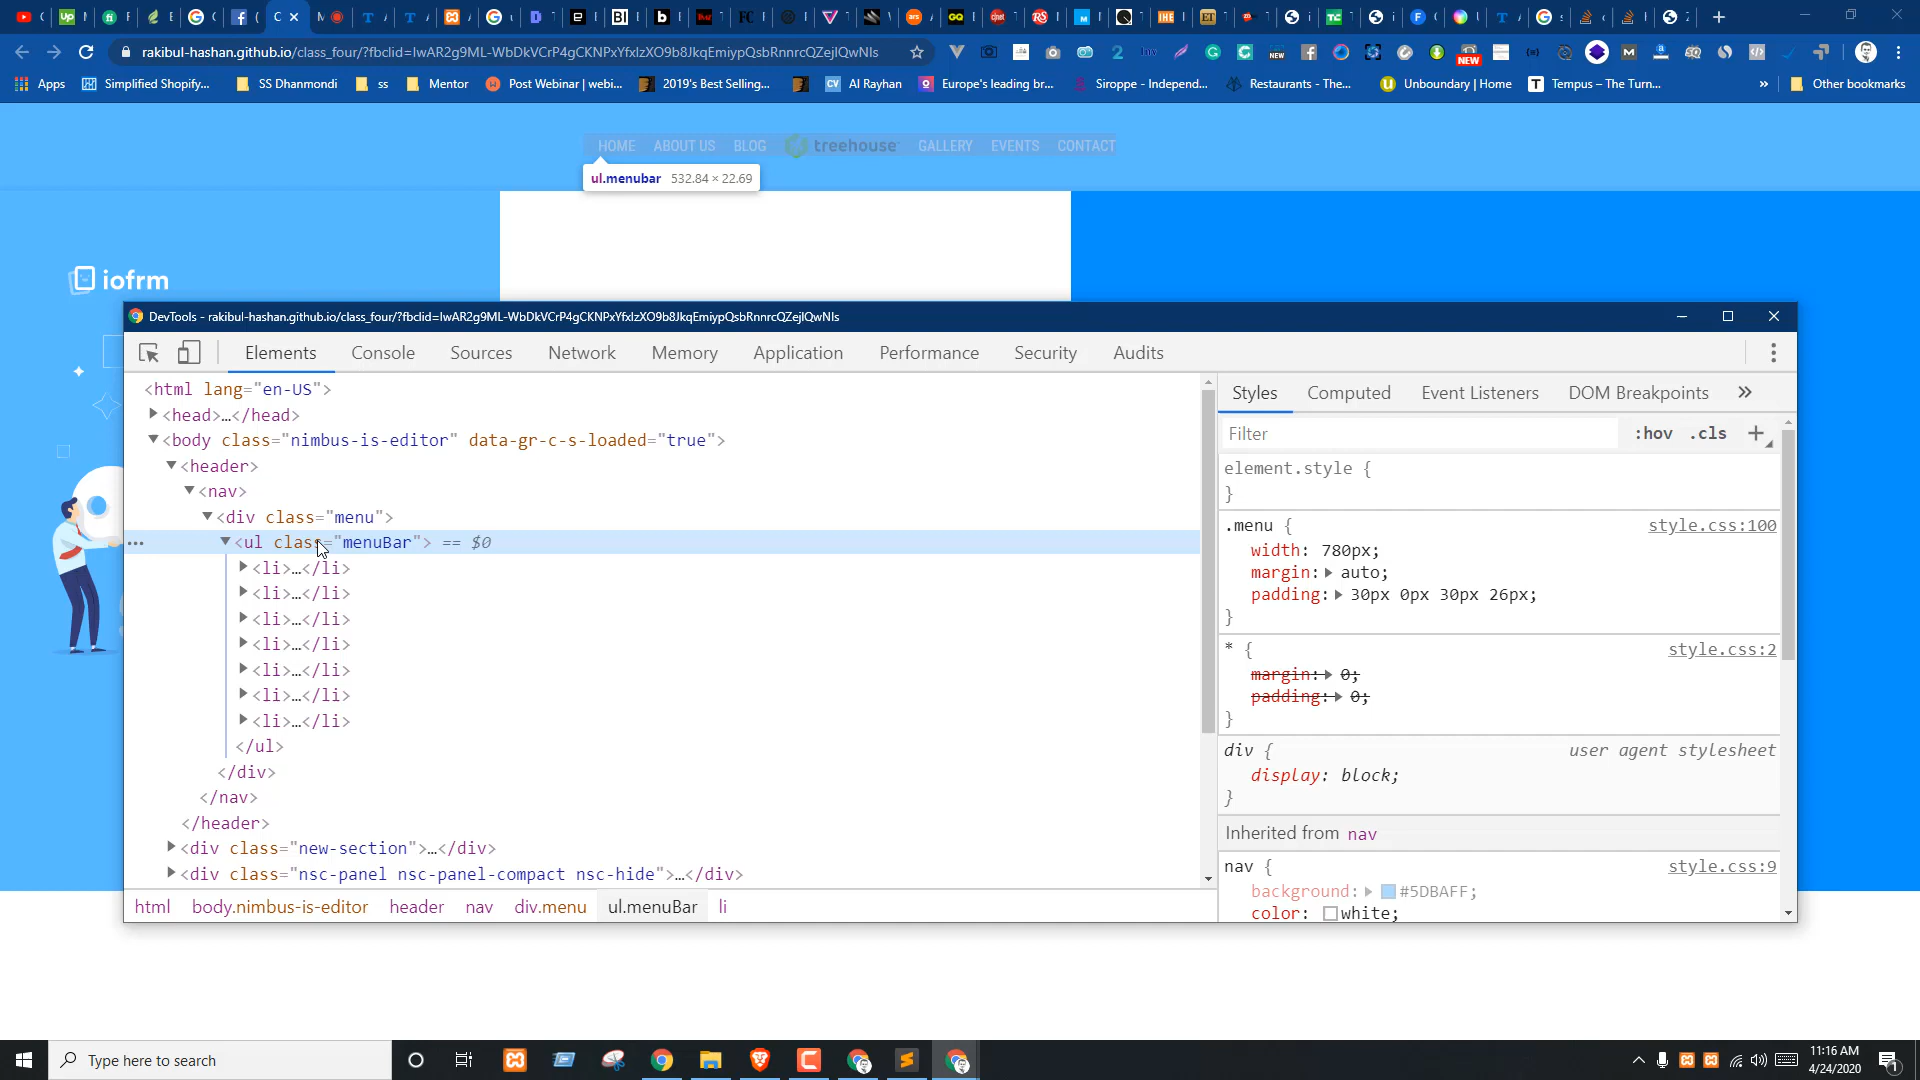 rakibul-hashan.github.io/class_four/?fbclid=IwAR2g9ML-WbDkVCrP4gCKNPxYfxIzXO9b8JkqEmiypQsbRnnrcQZejlQwNIs
Apps
Simplified Shopify...
SS Dhanmondi
ss
Mentor
Post Webinar | webi...
2019's Best Selling...
Al Rayhan
Europe's leading br...
Siroppe - Independ...
Restaurants - The...
Unboundary | Home
Tempus – The Turn...
»
Other bookmarks
HOME ABOUT US BLOG treehouse GALLERY EVENTS CONTACT
ul.menubar 532.84 × 22.69
iofrm
DevTools - rakibul-hashan.github.io/class_four/?fbclid=IwAR2g9ML-WbDkVCrP4gCKNPxYfxIzXO9b8JkqEmiypQsbRnnrcQZejlQwNIs
Elements Console Sources Network Memory Application Performance Security Audits
<html lang="en-US">
<head>…</head>
<body class="nimbus-is-editor" data-gr-c-s-loaded="true">
<header>
<nav>
<div class="menu">
<ul class="menuBar"> == $0
<li>…</li>
<li>…</li>
<li>…</li>
<li>…</li>
<li>…</li>
<li>…</li>
<li>…</li>
</ul>
</div>
</nav>
</header>
<div class="new-section">…</div>
<div class="nsc-panel nsc-panel-compact nsc-hide">…</div>
html body.nimbus-is-editor header nav div.menu ul.menuBar li
Styles Computed Event Listeners DOM Breakpoints »
Filter :hov .cls +
element.style {
}
.menu { style.css:100
width: 780px;
margin: auto;
padding: 30px 0px 30px 26px;
}
* { style.css:2
margin: 0;
padding: 0;
}
div { user agent stylesheet
display: block;
}
Inherited from nav
nav { style.css:9
background: #5DBAFF;
color: white;
Type here to search
11:16 AM
4/24/2020